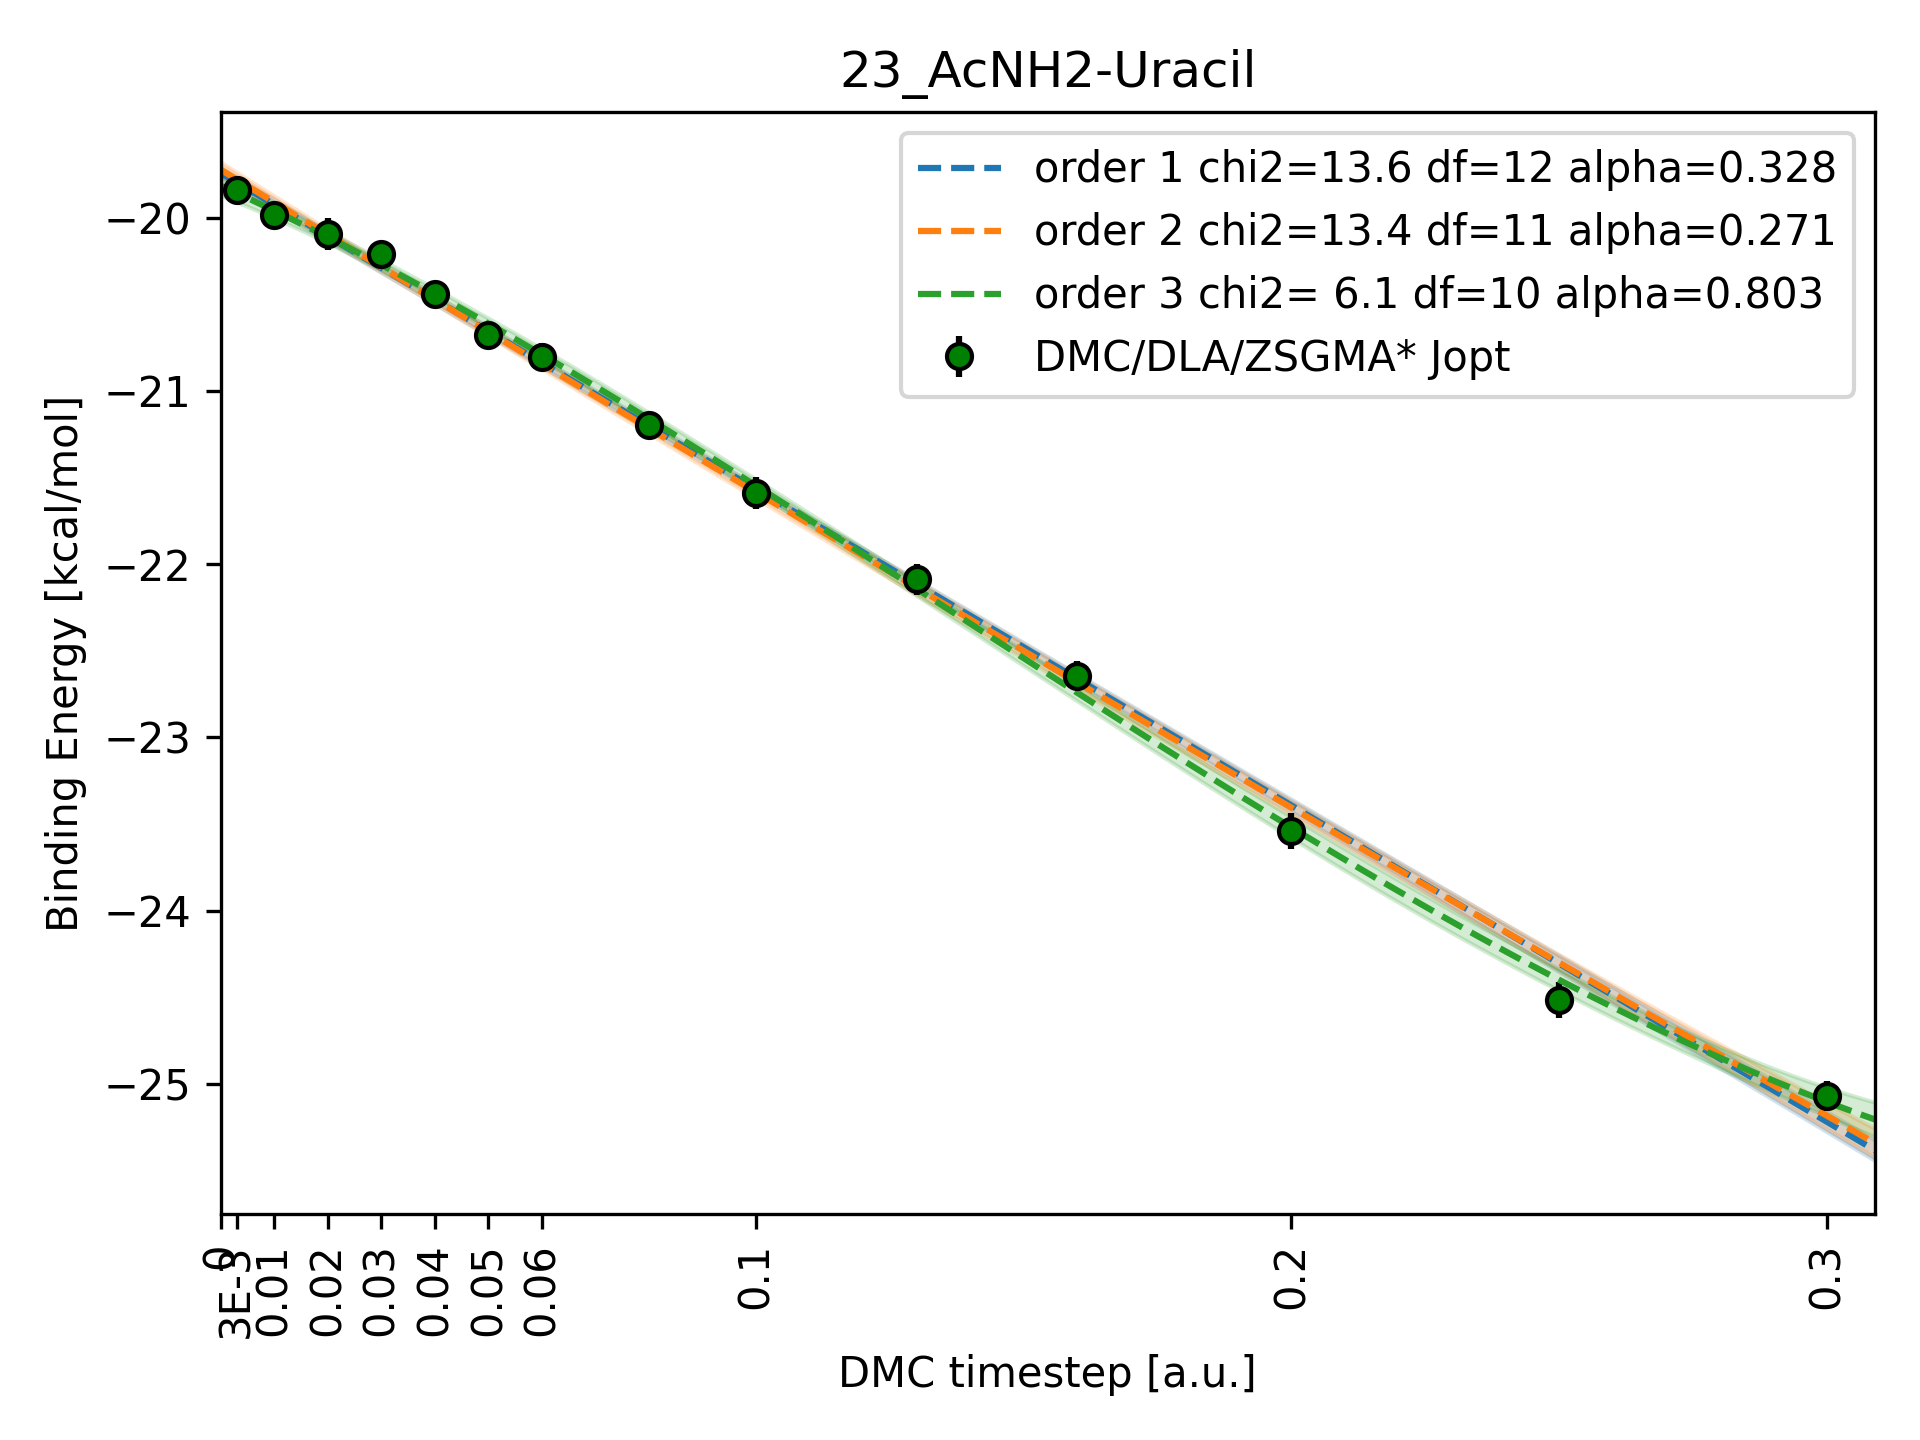 23_AcNH2-Uracil
order 1 chi2=13.6 df=12 alpha=0.328
order 2 chi2=13.4 df=11 alpha=0.271
order 3 chi2= 6.1 df=10 alpha=0.803
DMC/DLA/ZSGMA* Jopt
Binding Energy [kcal/mol]
−20
−21
−22
−23
−24
−25
0
3E-3
0.01
0.02
0.03
0.04
0.05
0.06
0.1
0.2
0.3
DMC timestep [a.u.]